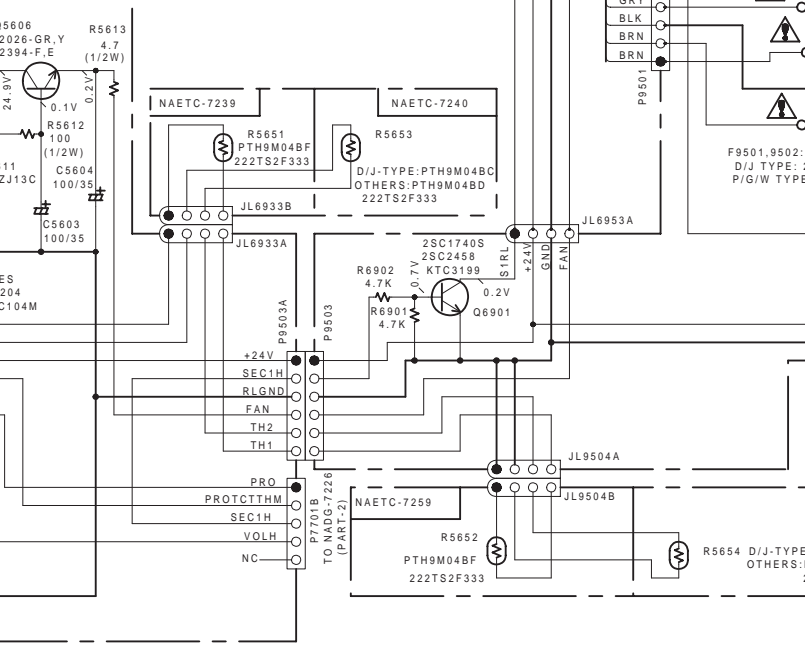 Q5606
2026-GR,Y
2394-F,E
R5613
4.7
(1/2W)
24.9V
0.2V
0.1V
R5612
100
(1/2W)
11
ZJ13C
C5604
100/35
C5603
100/35
ES
204
C104M
NAETC-7239
NAETC-7240
R5651
PTH9M04BF
222TS2F333
R5653
D/J-TYPE:PTH9M04BC
OTHERS:PTH9M04BD
222TS2F333
JL6933B
JL6933A
GRY
BLK
BRN
BRN
P9501
F9501,9502:
D/J TYPE: 2
P/G/W TYPE
JL6953A
S1RL
+24V
GND
FAN
2SC1740S
2SC2458
KTC3199
R6902
4.7K
0.7V
0.2V
R6901
4.7K
Q6901
P9503A
P9503
+24V
SEC1H
RLGND
FAN
TH2
TH1
PRO
PROTCTTHM
SEC1H
VOLH
NC
P7701B
TO NADG-7226
(PART-2)
JL9504A
JL9504B
NAETC-7259
R5652
PTH9M04BF
222TS2F333
R5654
D/J-TYPE
OTHERS:
2